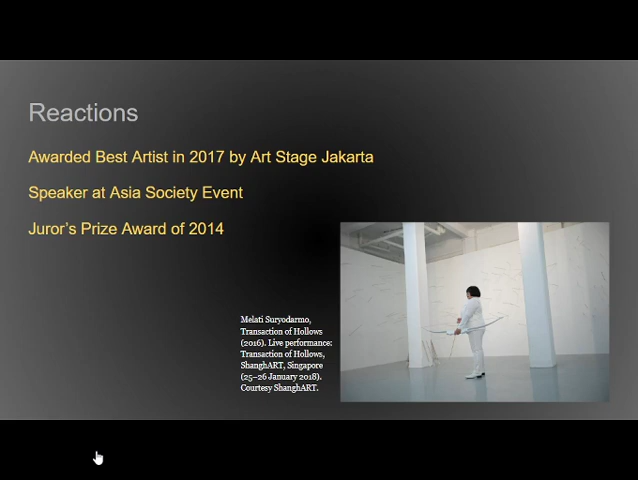 Reactions
Awarded Best Artist in 2017 by Art Stage Jakarta
Speaker at Asia Society Event
Juror's Prize Award of 2014
Melati Suryodarmo,
Transaction of Hollows
(2016). Live performance:
Transaction of Hollows,
ShanghART, Singapore
(25–26 January 2018).
Courtesy ShanghART.